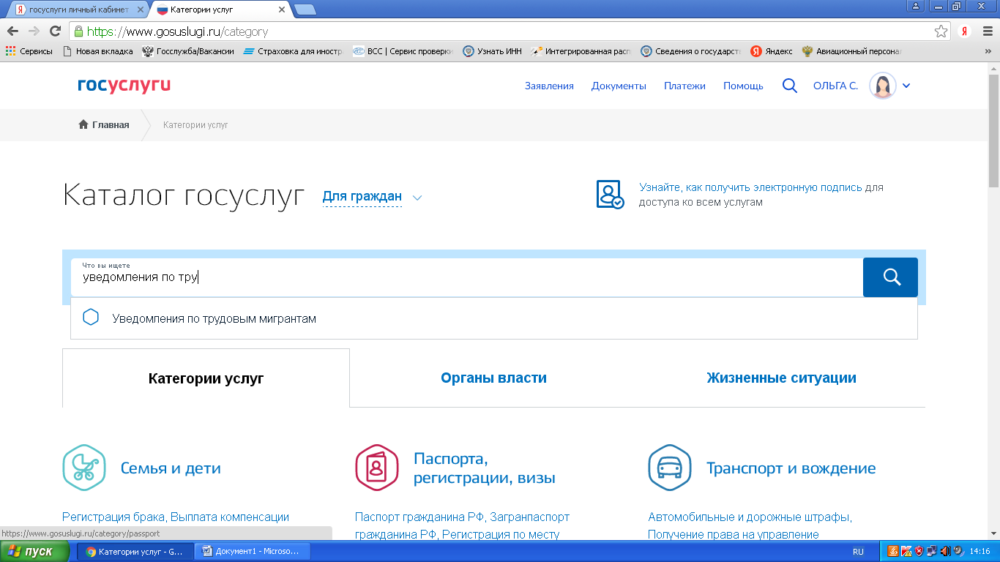 госуслуги личный кабинет
Категории услуг
https://www.gosuslugi.ru/category
Сервисы
Новая вкладка
Госслужба/Вакансии
Страховка для иностр
ВСС | Сервис проверки
Узнать ИНН
Интегрированная расп
Сведения о государст
Яндекс
Авиационный персонал
»
госуслуги
Заявления
Документы
Платежи
Помощь
ОЛЬГА С.
Главная
Категории услуг
Каталог госуслуг
Для граждан
Узнайте, как получить электронную подпись для
доступа ко всем услугам
Что вы ищете
уведомления по тру
Уведомления по трудовым мигрантам
Категории услуг
Органы власти
Жизненные ситуации
Семья и дети
Паспорта,
регистрации, визы
Транспорт и вождение
Регистрация брака, Выплата компенсации
Паспорт гражданина РФ, Загранпаспорт
гражданина РФ, Регистрация по месту
Автомобильные и дорожные штрафы,
Получение права на управление
https://www.gosuslugi.ru/category/passport
пуск
Категории услуг - G...
Документ1 - Microso...
RU
14:16